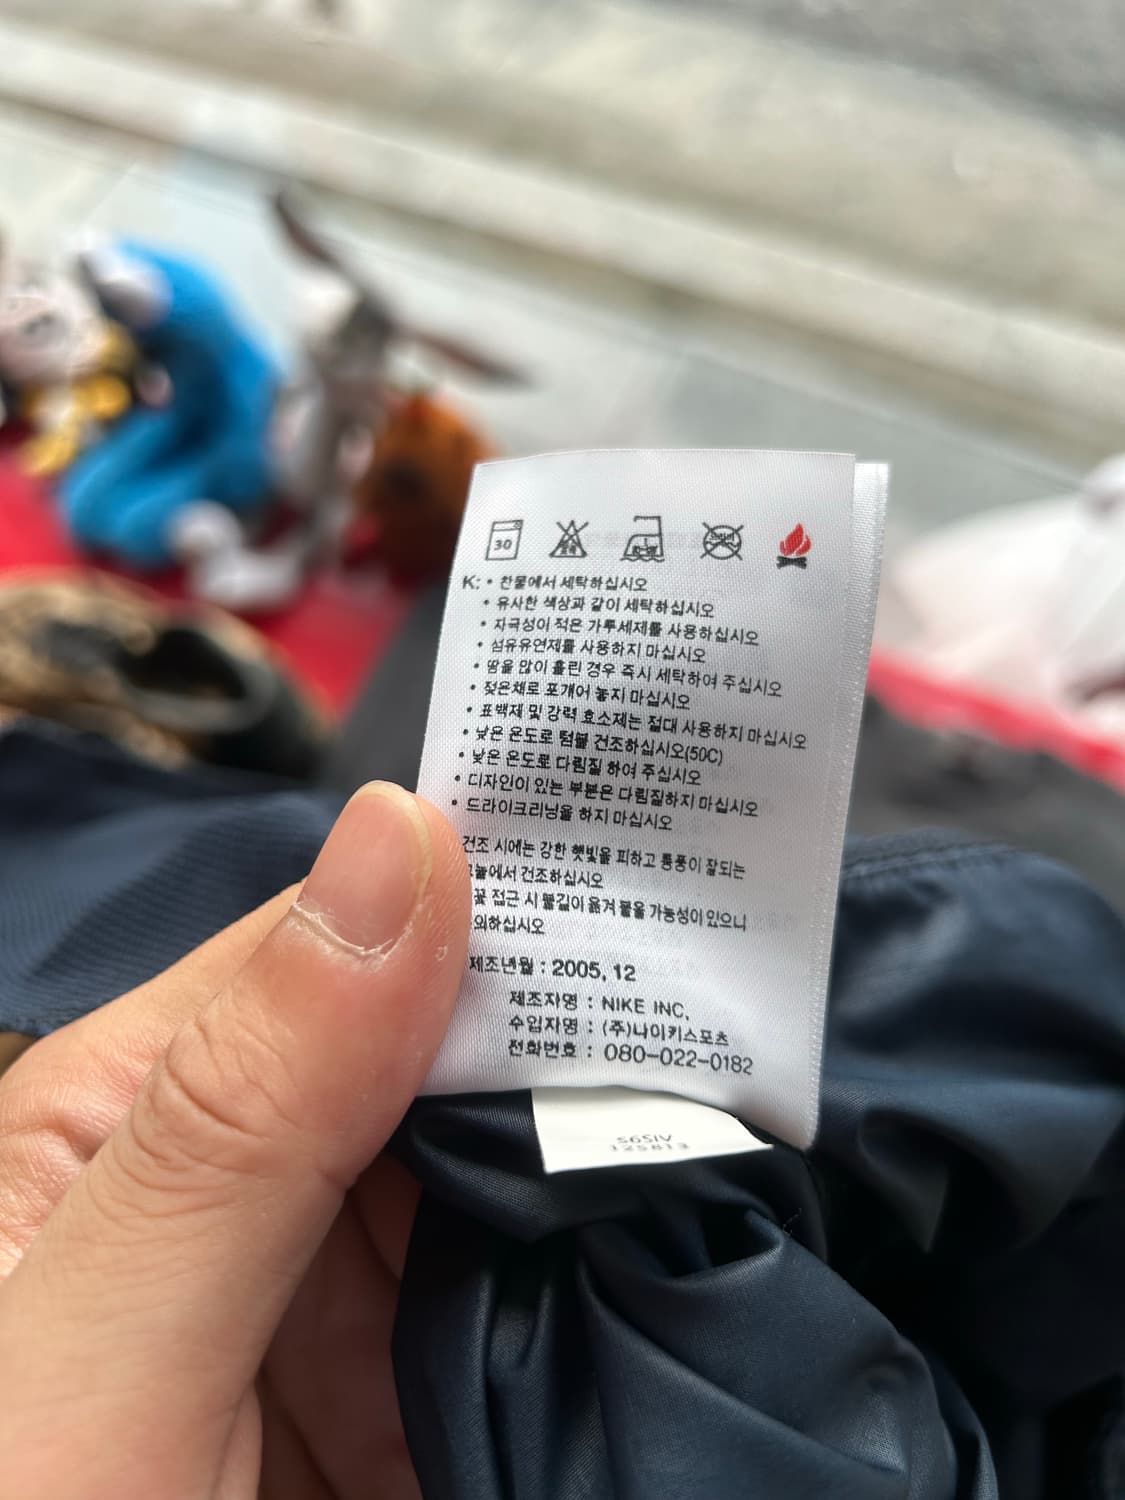 30
K: • 찬물에서 세탁하십시오
• 유사한 색상과 같이 세탁하십시오
• 자극성이 적은 가루세제를 사용하십시오
• 섬유유연제를 사용하지 마십시오
• 땀을 많이 흘린 경우 즉시 세탁하여 주십시오
• 젖은채로 포개어 놓지 마십시오
• 표백제 및 강력 효소제는 절대 사용하지 마십시오
• 낮은 온도로 텀블 건조하십시오(50C)
• 낮은 온도로 다림질 하여 주십시오
• 디자인이 있는 부분은 다림질하지 마십시오
• 드라이크리닝을 하지 마십시오
건조 시에는 강한 햇빛을 피하고 통풍이 잘되는
그늘에서 건조하십시오
꽃 접근 시 불길이 옮겨 붙을 가능성이 있으니
의하십시오
제조년월 : 2005, 12
제조자명 : NIKE INC,
수입자명 : (주)나이키스포츠
전화번호 : 080-022-0182